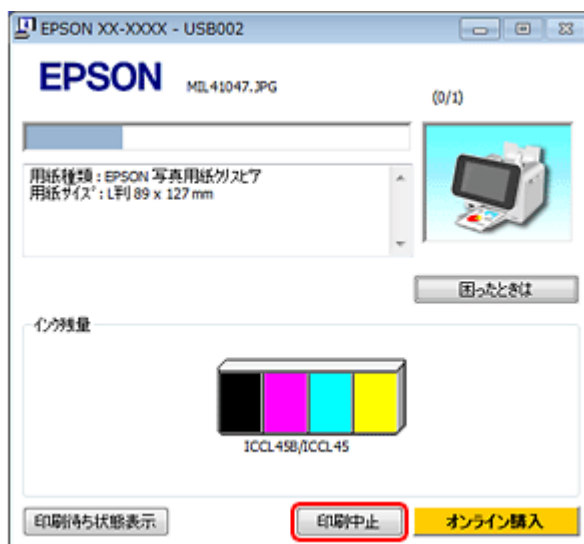 EPSON XX-XXXX - USB002
EPSON MIL41047.JPG
(0/1)
用紙種類 : EPSON 写真用紙クリスピア
用紙サイズ : L判 89 x 127 mm
困ったときは
インク残量
ICCL45B/ICCL45
印刷待ち状態表示
印刷中止
オンライン購入